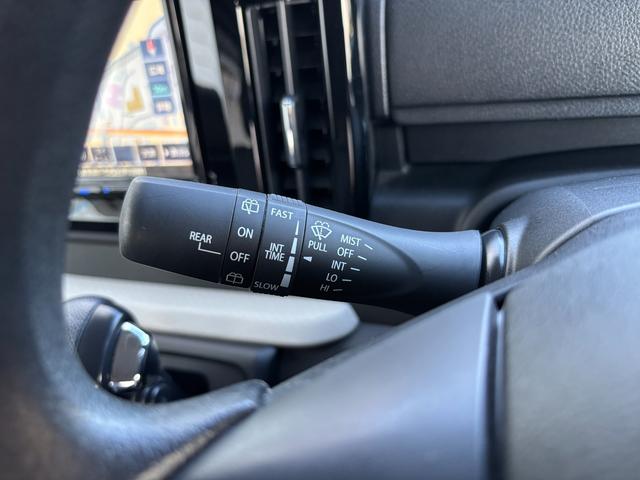 REAR
ON
OFF
FAST
INT
TIME
SLOW
PULL
MIST
OFF
INT
LO
HI